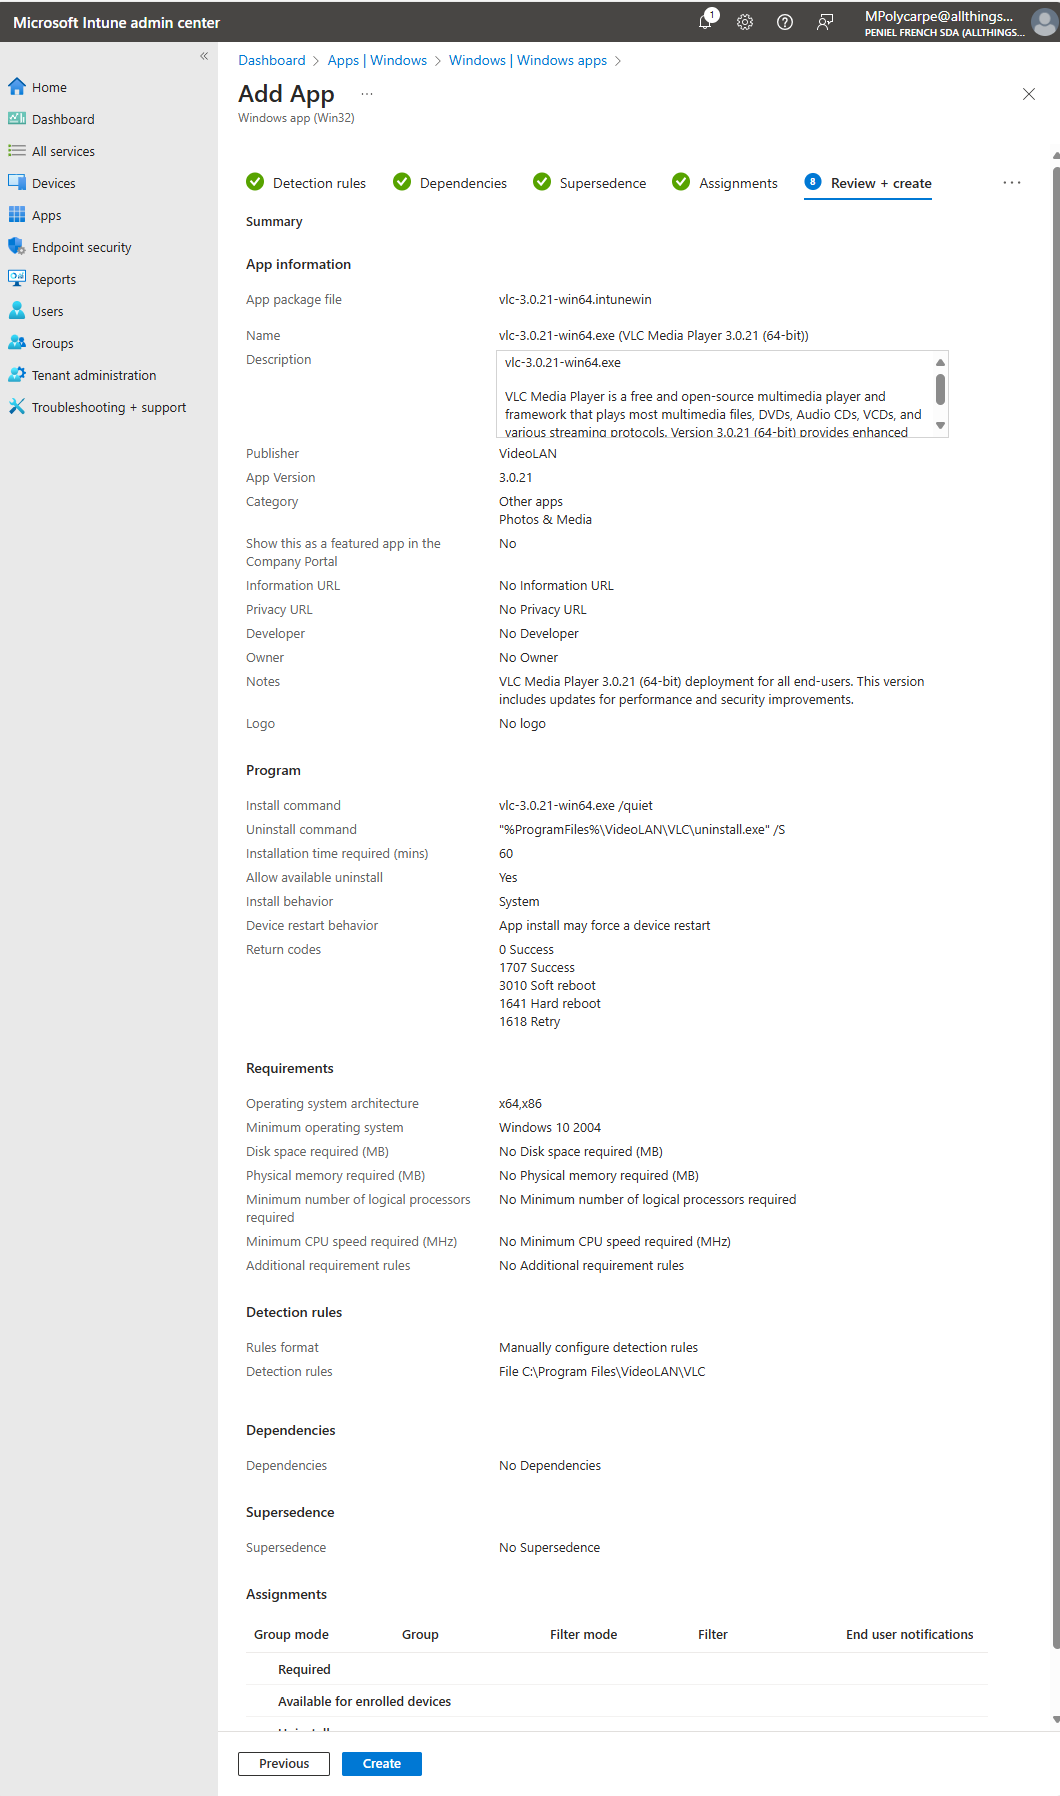 Microsoft Intune admin center
1
MPolycarpe@allthings...
PENIEL FRENCH SDA (ALLTHINGS...
«
Home
Dashboard
All services
Devices
Apps
Endpoint security
Reports
Users
Groups
Tenant administration
Troubleshooting + support
Dashboard > Apps | Windows > Windows | Windows apps >
Add App ...
Windows app (Win32)
Detection rules
Dependencies
Supersedence
Assignments
8 Review + create
...
Summary
App information
App package file vlc-3.0.21-win64.intunewin
Name vlc-3.0.21-win64.exe (VLC Media Player 3.0.21 (64-bit))
Description vlc-3.0.21-win64.exe
VLC Media Player is a free and open-source multimedia player and
framework that plays most multimedia files, DVDs, Audio CDs, VCDs, and
various streaming protocols. Version 3.0.21 (64-bit) provides enhanced
Publisher VideoLAN
App Version 3.0.21
Category Other apps
Photos & Media
Show this as a featured app in the No
Company Portal
Information URL No Information URL
Privacy URL No Privacy URL
Developer No Developer
Owner No Owner
Notes VLC Media Player 3.0.21 (64-bit) deployment for all end-users. This version
includes updates for performance and security improvements.
Logo No logo
Program
Install command vlc-3.0.21-win64.exe /quiet
Uninstall command "%ProgramFiles%\VideoLAN\VLC\uninstall.exe" /S
Installation time required (mins) 60
Allow available uninstall Yes
Install behavior System
Device restart behavior App install may force a device restart
Return codes 0 Success
1707 Success
3010 Soft reboot
1641 Hard reboot
1618 Retry
Requirements
Operating system architecture x64,x86
Minimum operating system Windows 10 2004
Disk space required (MB) No Disk space required (MB)
Physical memory required (MB) No Physical memory required (MB)
Minimum number of logical processors No Minimum number of logical processors required
required
Minimum CPU speed required (MHz) No Minimum CPU speed required (MHz)
Additional requirement rules No Additional requirement rules
Detection rules
Rules format Manually configure detection rules
Detection rules File C:\Program Files\VideoLAN\VLC
Dependencies
Dependencies No Dependencies
Supersedence
Supersedence No Supersedence
Assignments
Group mode Group Filter mode Filter End user notifications
Required
Available for enrolled devices
Uninstall
Previous
Create